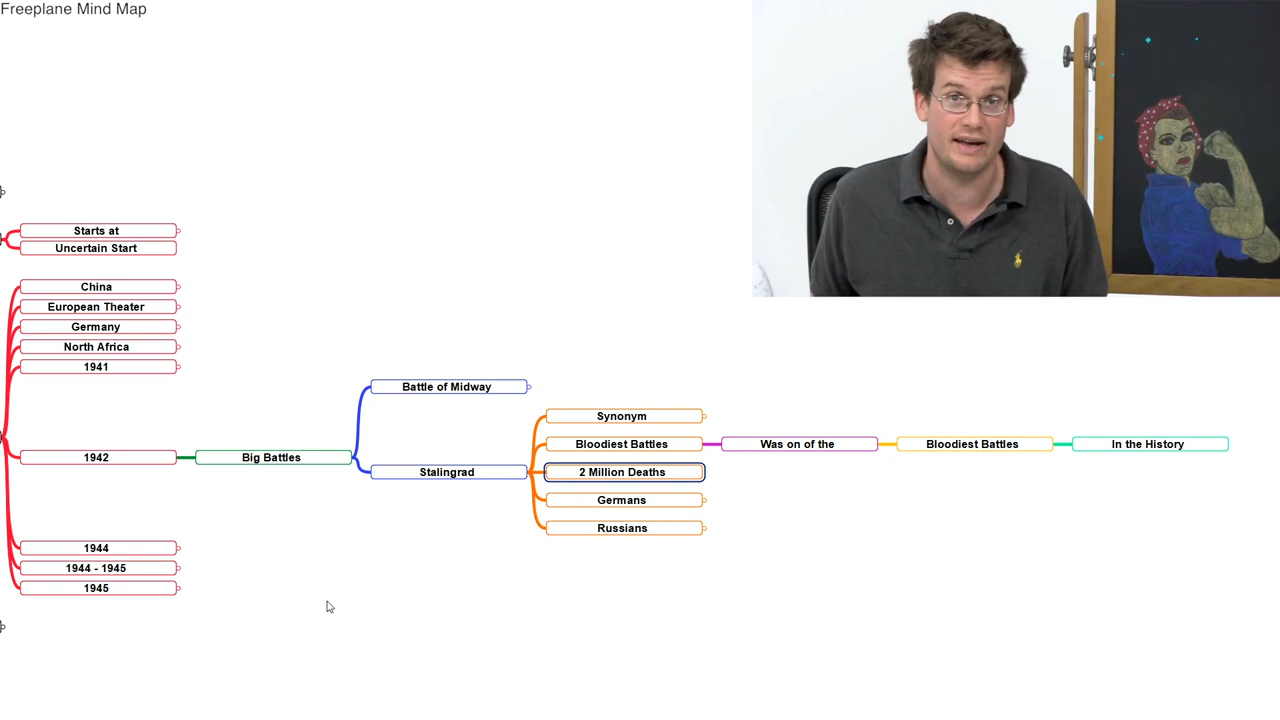 Freeplane Mind Map
Starts at
Uncertain Start
China
European Theater
Germany
North Africa
1941
1942
1944
1944 - 1945
1945
Big Battles
Battle of Midway
Stalingrad
Synonym
Bloodiest Battles
2 Million Deaths
Germans
Russians
Was on of the
Bloodiest Battles
In the History